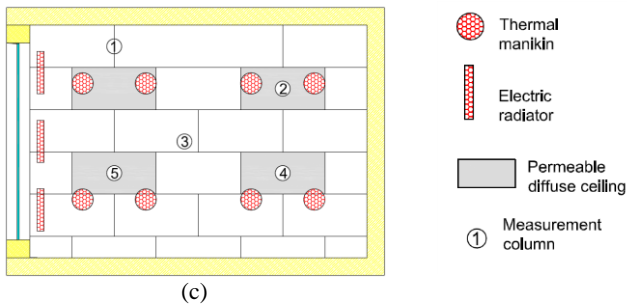 1
2
3
5
4
(c)
Thermal
manikin
Electric
radiator
Permeable
diffuse ceiling
1
Measurement
column